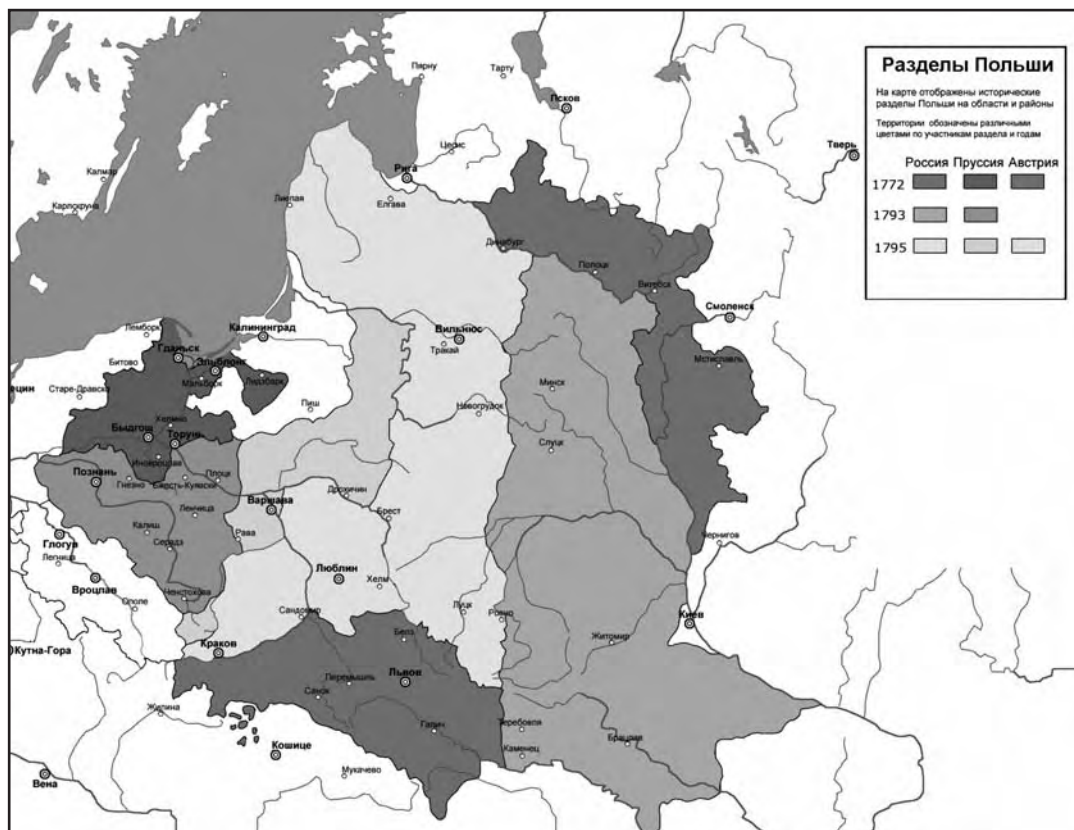 Разделы Польши
На карте отображены исторические
разделы Польши на области и районы
Территории обозначены различными
цветами по участникам раздела и годам
Россия Пруссия Австрия
1772
1793
1795
Пярну
Тарту
Псков
Цесис
Тверь
Калмар
Рига
Карлскруна
Лиепая
Елгава
Динабург
Полоцк
Витебск
Смоленск
Лемборк
Калининград
Вильнюс
Тракай
Гданьск
Битово
Эльблонг
Мальборк
Лидзбарк
Мстиславль
ецин
Старе-Дравско
Пиш
Минск
Новогрудок
Хелмно
Быдгощ
Торунь
Слуцк
Иновроцлав
Познань
Гнезно
Бжесть-Куявски
Плоцк
Дрохичин
Варшава
Ленчица
Брест
Калиш
Рава
Глогув
Серадз
Чернигов
Легница
Вроцлав
Люблин
Хелм
Ополе
Ченстохова
Сандомир
Луцк
Ровно
Киев
Кутна-Гора
Краков
Белз
Житомир
Перемышль
Львов
Санок
Жилина
Галич
Теребовля
Брацлав
Кошице
Каменец
Мукачево
Вена